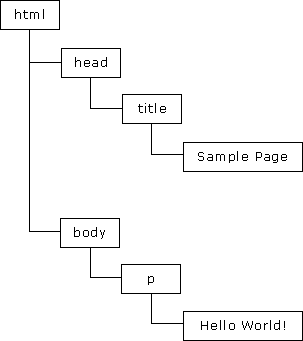 html
head
title
Sample Page
body
p
Hello World!